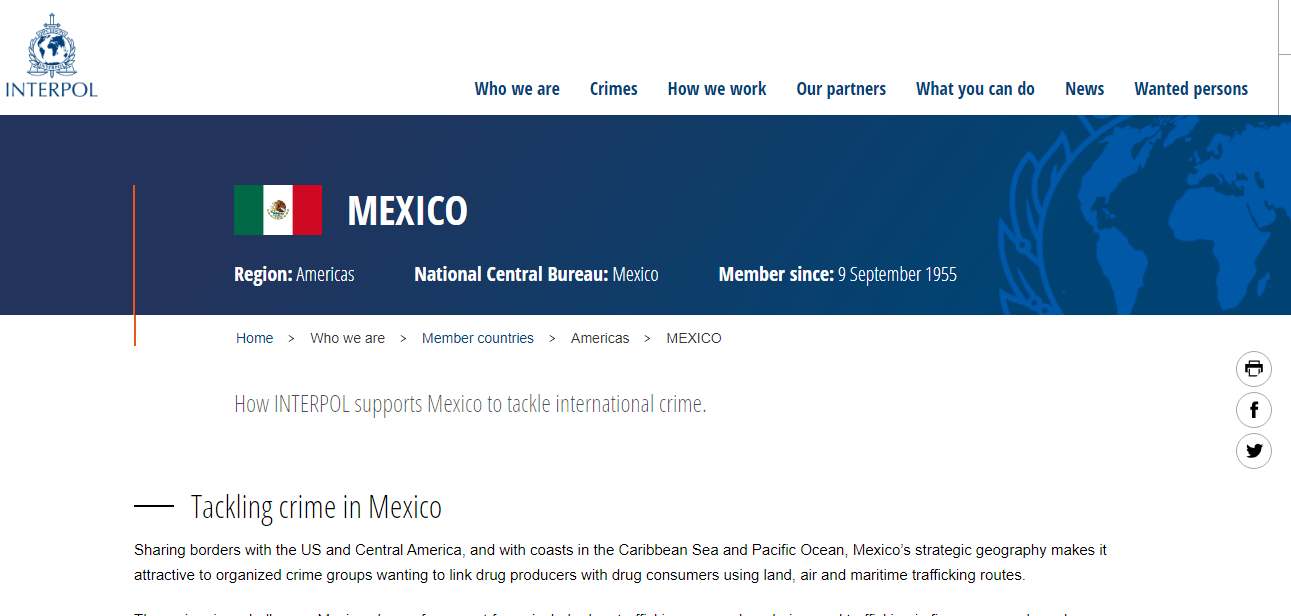 INTERPOL
Who we are Crimes How we work Our partners What you can do News Wanted persons
MEXICO
Region: Americas National Central Bureau: Mexico Member since: 9 September 1955
Home > Who we are > Member countries > Americas > MEXICO
How INTERPOL supports Mexico to tackle international crime.
Tackling crime in Mexico
Sharing borders with the US and Central America, and with coasts in the Caribbean Sea and Pacific Ocean, Mexico’s strategic geography makes it
attractive to organized crime groups wanting to link drug producers with drug consumers using land, air and maritime trafficking routes.